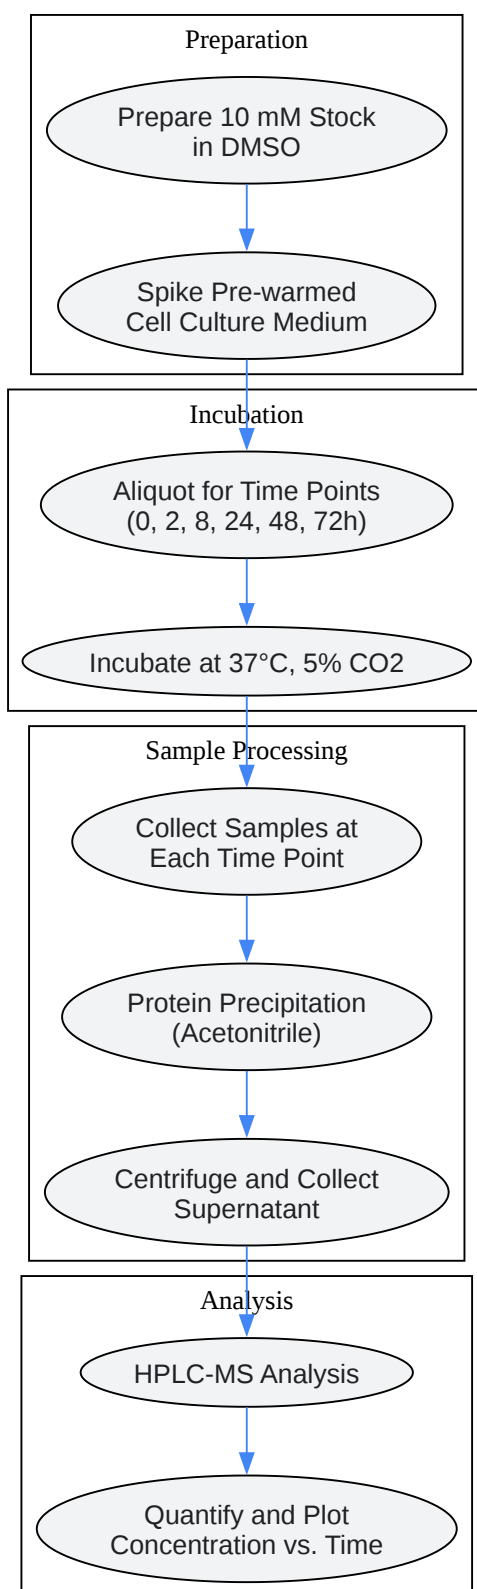 Preparation
Prepare 10 mM Stock
in DMSO
Spike Pre-warmed
Cell Culture Medium
Incubation
Aliquot for Time Points
(0, 2, 8, 24, 48, 72h)
Incubate at 37°C, 5% CO2
Sample Processing
Collect Samples at
Each Time Point
Protein Precipitation
(Acetonitrile)
Centrifuge and Collect
Supernatant
Analysis
HPLC-MS Analysis
Quantify and Plot
Concentration vs. Time